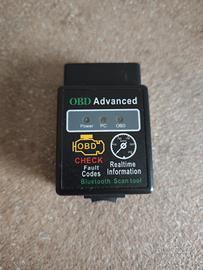 OBD Advanced
Power PC OBD
OBD
CHECK
Fault
Codes
Realtime
Information
Bluetooth Scan tool